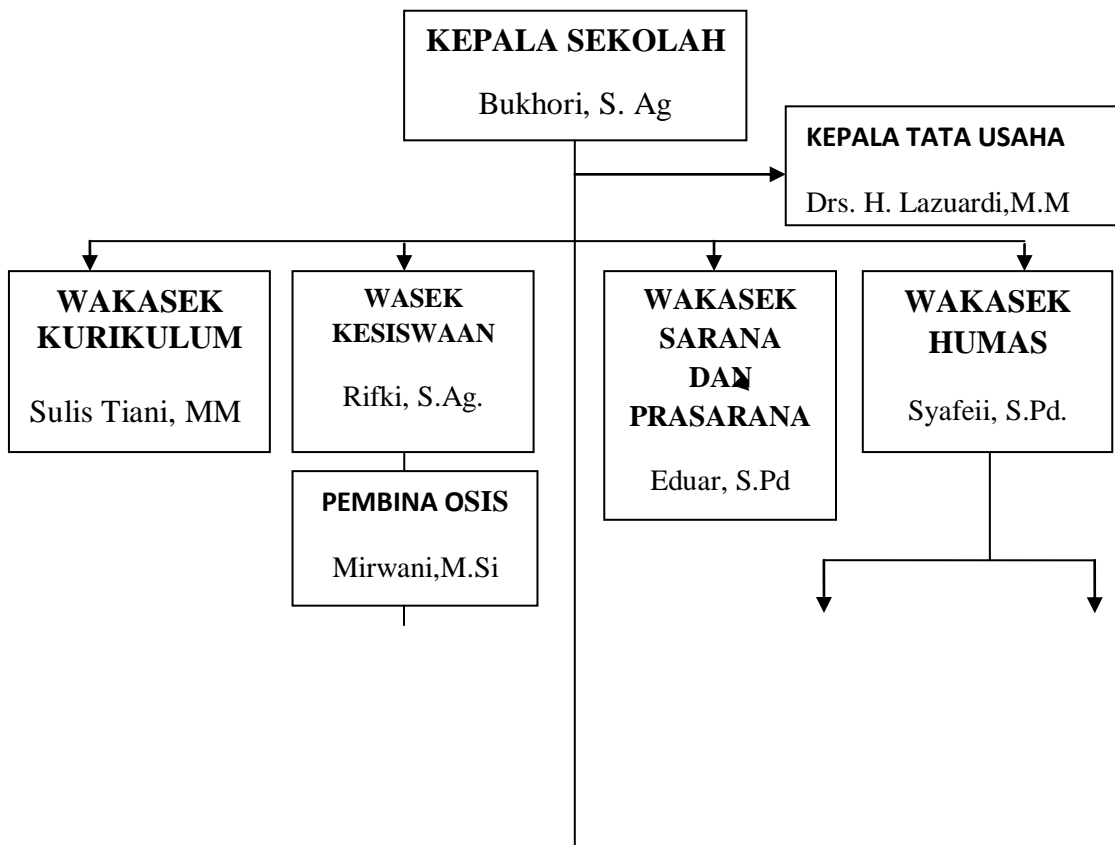 KEPALA SEKOLAH
Bukhori, S. Ag
KEPALA TATA USAHA
Drs. H. Lazuardi,M.M
WAKASEK
KURIKULUM
Sulis Tiani, MM
WASEK
KESISWAAN
Rifki, S.Ag.
WAKASEK
SARANA
DAN
PRASARANA
Eduar, S.Pd
WAKASEK
HUMAS
Syafeii, S.Pd.
PEMBINA OSIS
Mirwani,M.Si